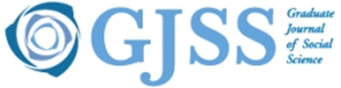 GJSS
Graduate
Journal
of Social
Science